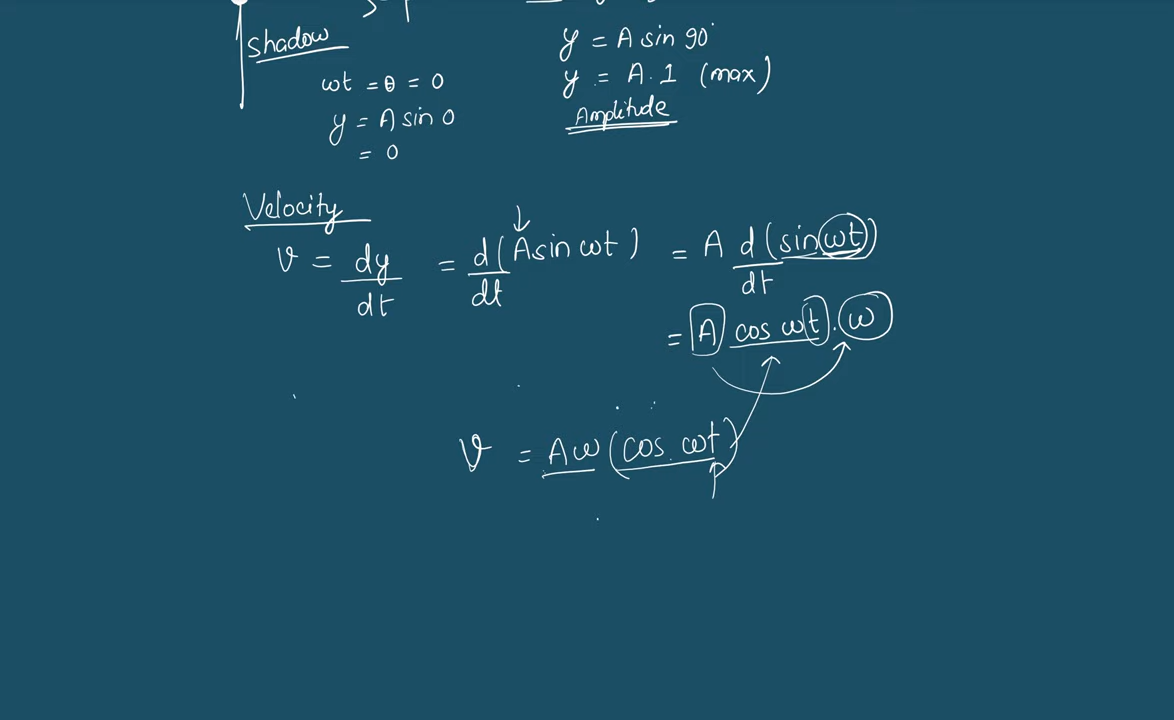 Shadow
wt = θ = 0
y = A sin 0
= 0
y = A sin 90°
y = A.1 (max)
Amplitude
Velocity
v = dy/dt = d/dt (A sin ωt) = A d/dt (sin ωt)
= A cos ωt . ω
v = Aω (cos ωt)